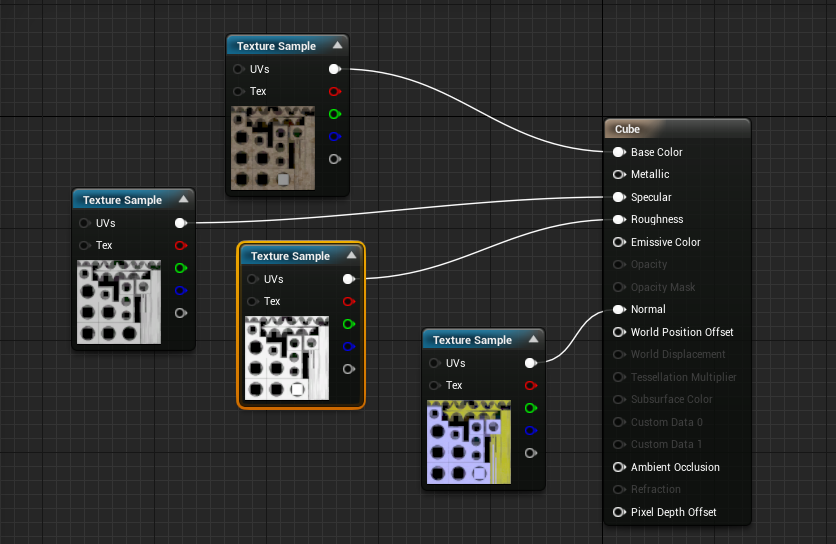 Texture Sample
UVs
Tex
Texture Sample
UVs
Tex
Texture Sample
UVs
Tex
Texture Sample
UVs
Tex
Cube
Base Color
Metallic
Specular
Roughness
Emissive Color
Opacity
Opacity Mask
Normal
World Position Offset
World Displacement
Tessellation Multiplier
Subsurface Color
Custom Data 0
Custom Data 1
Ambient Occlusion
Refraction
Pixel Depth Offset